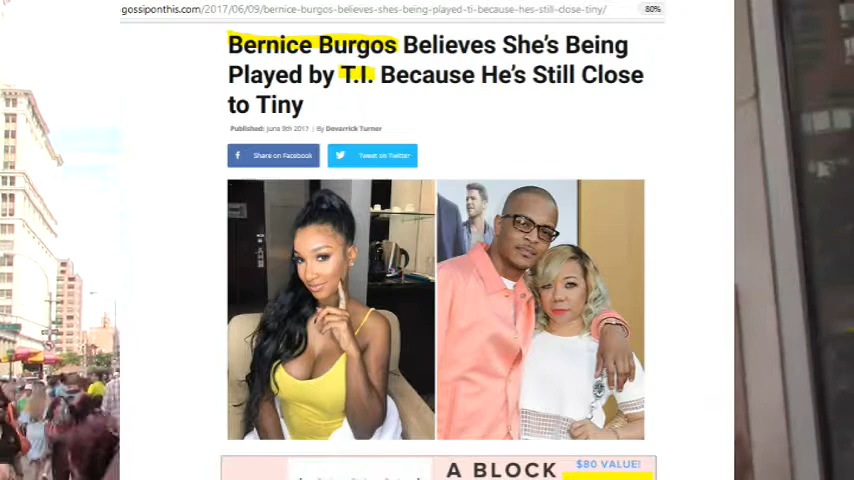 gossiponthis.com/2017/06/09/bernice-burgos-believes-shes-being-played-ti-because-hes-still-close-tiny/
80%
Bernice Burgos Believes She's Being
Played by T.I. Because He's Still Close
to Tiny
Published: June 9th 2017 | By Devarrick Turner
f Share on Facebook
Tweet on Twitter
A BLOCK
$80 VALUE!